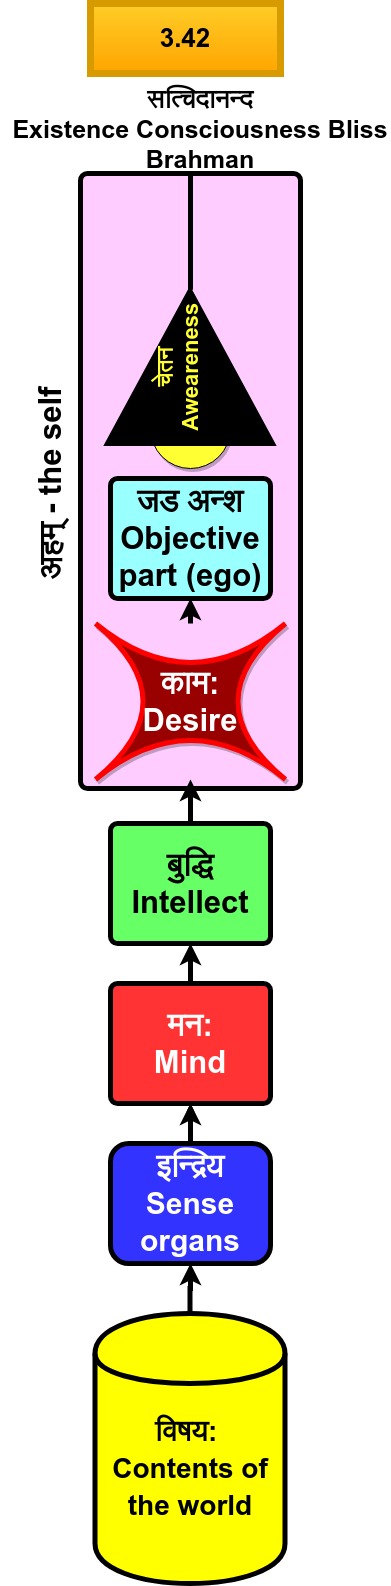 3.42
सत्चिदानन्द
Existence Consciousness Bliss
Brahman
अहम् - the self
चेतन
Aweareness
जड अन्श
Objective
part (ego)
काम:
Desire
बुद्धि
Intellect
मन:
Mind
इन्द्रिय
Sense
organs
विषय:
Contents of
the world